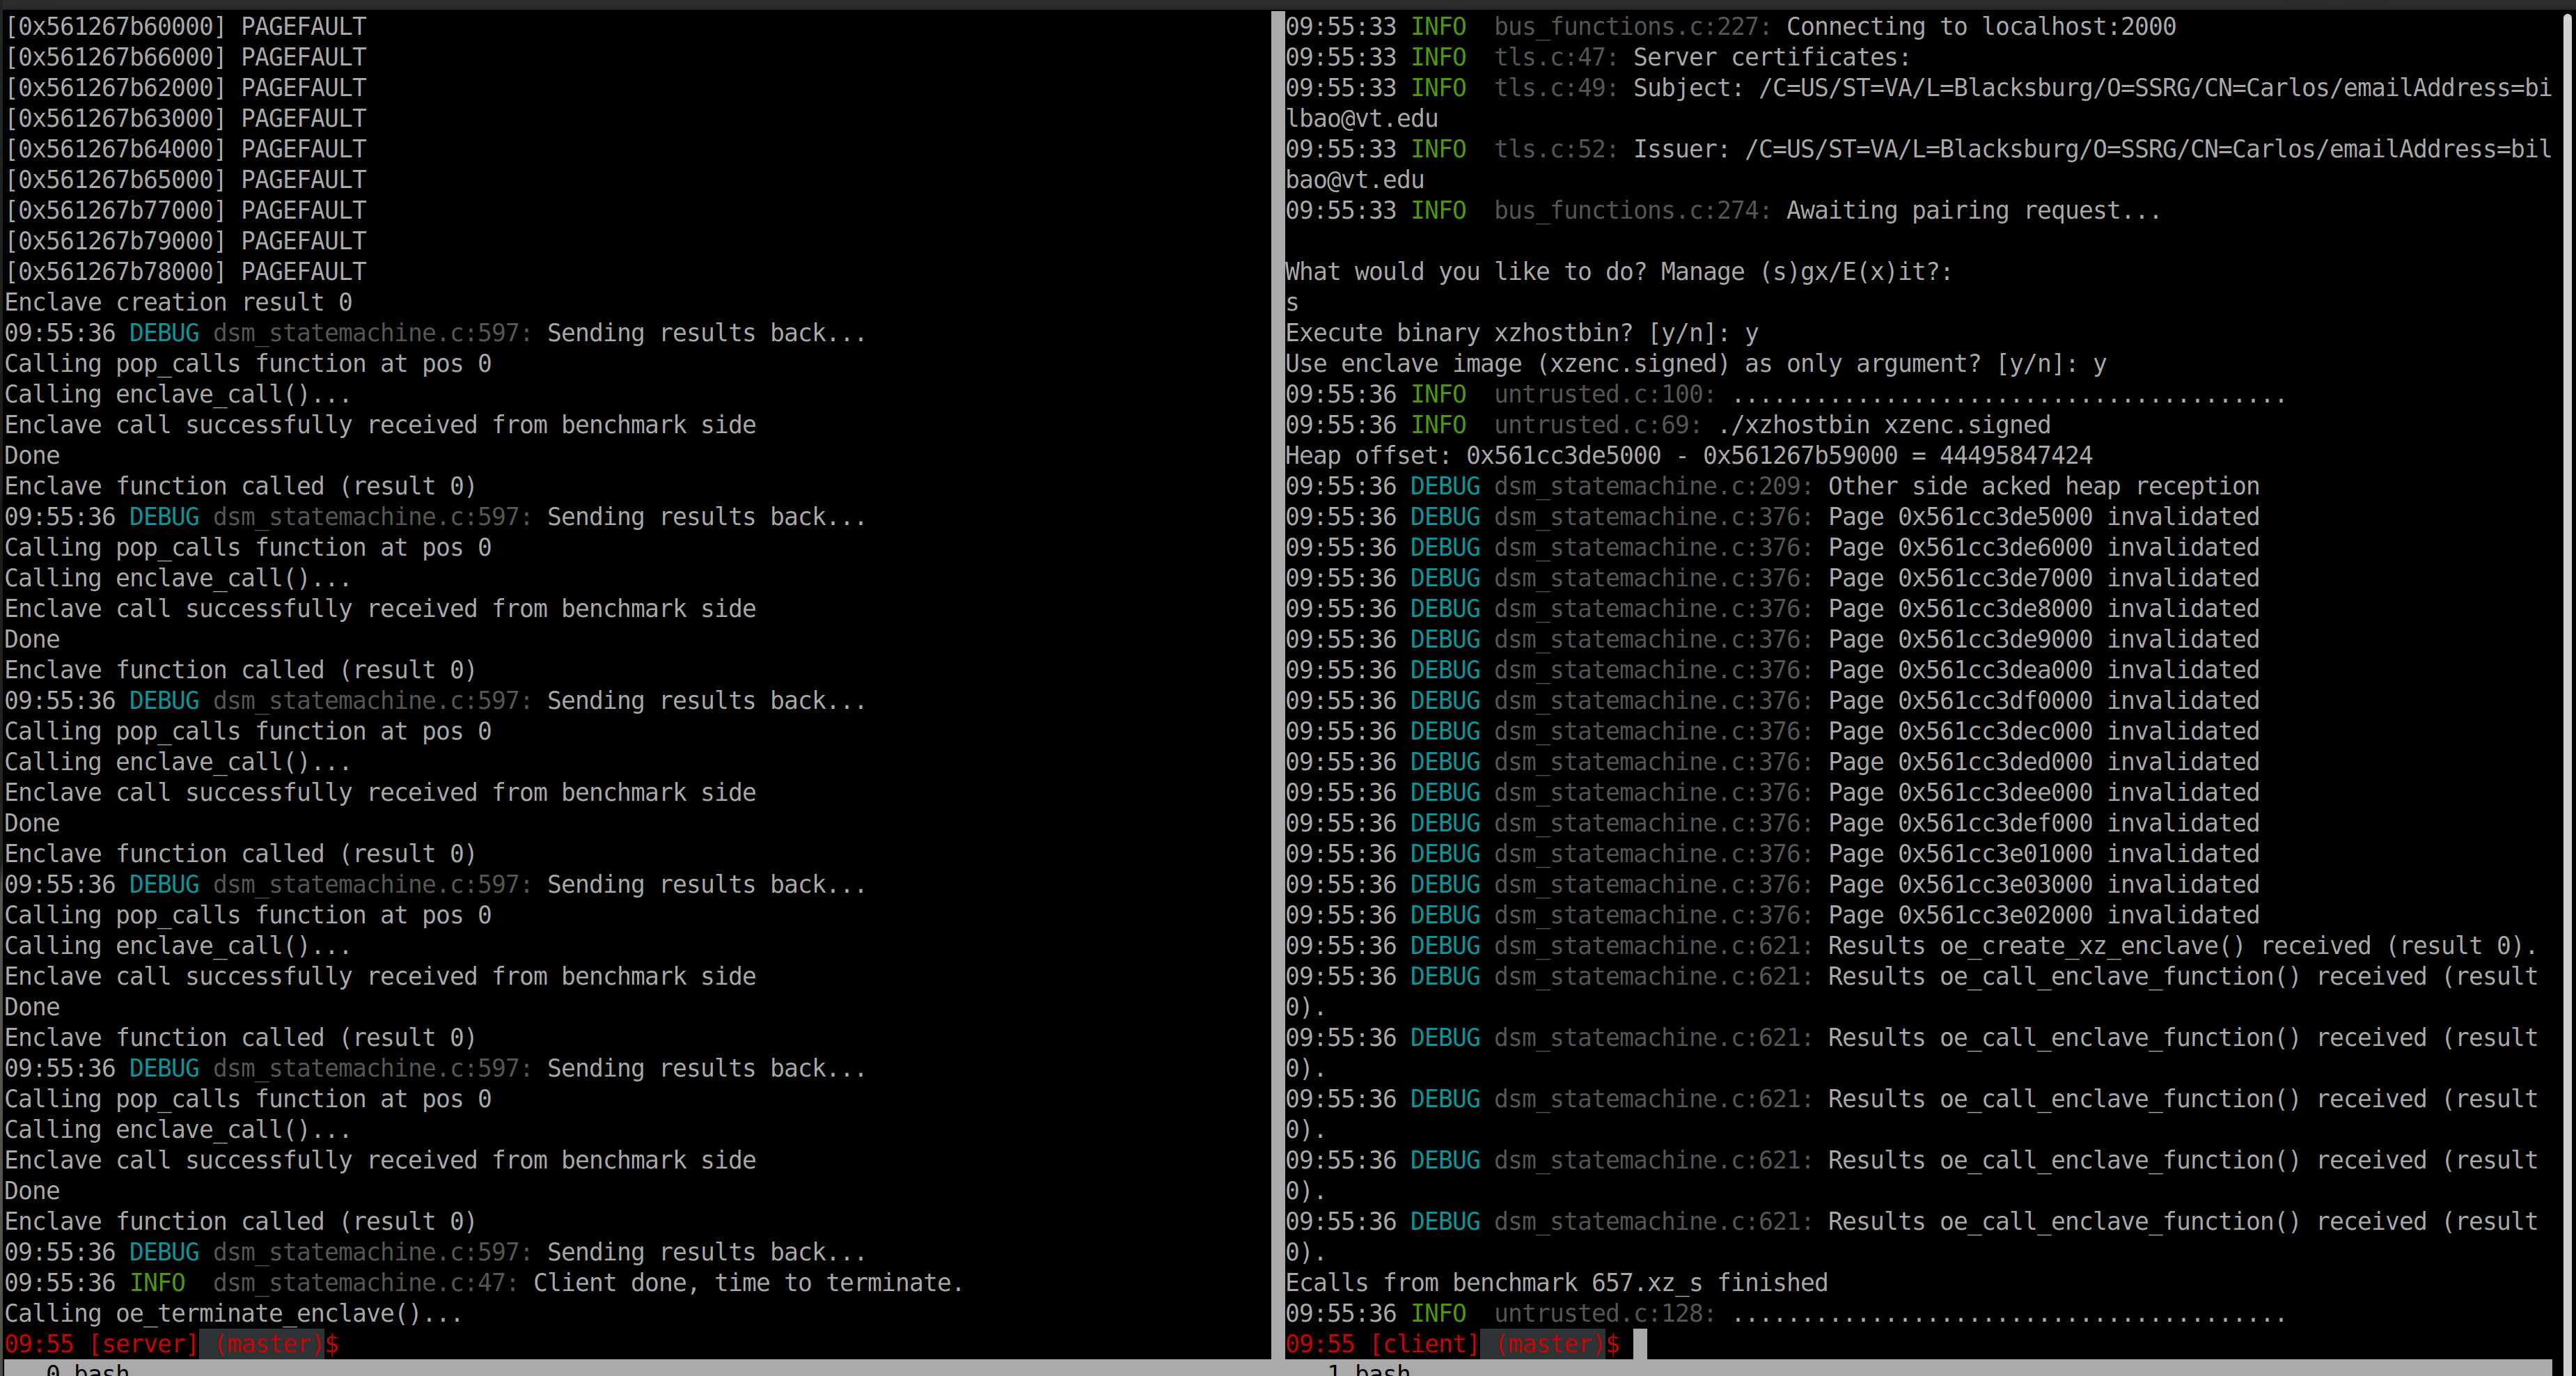 [0x561267b60000] PAGEFAULT
[0x561267b66000] PAGEFAULT
[0x561267b62000] PAGEFAULT
[0x561267b63000] PAGEFAULT
[0x561267b64000] PAGEFAULT
[0x561267b65000] PAGEFAULT
[0x561267b77000] PAGEFAULT
[0x561267b79000] PAGEFAULT
[0x561267b78000] PAGEFAULT
Enclave creation result 0
09:55:36 DEBUG dsm_statemachine.c:597: Sending results back...
Calling pop_calls function at pos 0
Calling enclave_call()...
Enclave call successfully received from benchmark side
Done
Enclave function called (result 0)
09:55:36 DEBUG dsm_statemachine.c:597: Sending results back...
Calling pop_calls function at pos 0
Calling enclave_call()...
Enclave call successfully received from benchmark side
Done
Enclave function called (result 0)
09:55:36 DEBUG dsm_statemachine.c:597: Sending results back...
Calling pop_calls function at pos 0
Calling enclave_call()...
Enclave call successfully received from benchmark side
Done
Enclave function called (result 0)
09:55:36 DEBUG dsm_statemachine.c:597: Sending results back...
Calling pop_calls function at pos 0
Calling enclave_call()...
Enclave call successfully received from benchmark side
Done
Enclave function called (result 0)
09:55:36 DEBUG dsm_statemachine.c:597: Sending results back...
Calling pop_calls function at pos 0
Calling enclave_call()...
Enclave call successfully received from benchmark side
Done
Enclave function called (result 0)
09:55:36 DEBUG dsm_statemachine.c:597: Sending results back...
09:55:36 INFO  dsm_statemachine.c:47: Client done, time to terminate.
Calling oe_terminate_enclave()...
09:55 [server] (master)$
0 bash
09:55:33 INFO  bus_functions.c:227: Connecting to localhost:2000
09:55:33 INFO  tls.c:47: Server certificates:
09:55:33 INFO  tls.c:49: Subject: /C=US/ST=VA/L=Blacksburg/O=SSRG/CN=Carlos/emailAddress=bi
lbao@vt.edu
09:55:33 INFO  tls.c:52: Issuer: /C=US/ST=VA/L=Blacksburg/O=SSRG/CN=Carlos/emailAddress=bil
bao@vt.edu
09:55:33 INFO  bus_functions.c:274: Awaiting pairing request...
What would you like to do? Manage (s)gx/E(x)it?:
s
Execute binary xzhostbin? [y/n]: y
Use enclave image (xzenc.signed) as only argument? [y/n]: y
09:55:36 INFO  untrusted.c:100: ........................................
09:55:36 INFO  untrusted.c:69: ./xzhostbin xzenc.signed
Heap offset: 0x561cc3de5000 - 0x561267b59000 = 44495847424
09:55:36 DEBUG dsm_statemachine.c:209: Other side acked heap reception
09:55:36 DEBUG dsm_statemachine.c:376: Page 0x561cc3de5000 invalidated
09:55:36 DEBUG dsm_statemachine.c:376: Page 0x561cc3de6000 invalidated
09:55:36 DEBUG dsm_statemachine.c:376: Page 0x561cc3de7000 invalidated
09:55:36 DEBUG dsm_statemachine.c:376: Page 0x561cc3de8000 invalidated
09:55:36 DEBUG dsm_statemachine.c:376: Page 0x561cc3de9000 invalidated
09:55:36 DEBUG dsm_statemachine.c:376: Page 0x561cc3dea000 invalidated
09:55:36 DEBUG dsm_statemachine.c:376: Page 0x561cc3df0000 invalidated
09:55:36 DEBUG dsm_statemachine.c:376: Page 0x561cc3dec000 invalidated
09:55:36 DEBUG dsm_statemachine.c:376: Page 0x561cc3ded000 invalidated
09:55:36 DEBUG dsm_statemachine.c:376: Page 0x561cc3dee000 invalidated
09:55:36 DEBUG dsm_statemachine.c:376: Page 0x561cc3def000 invalidated
09:55:36 DEBUG dsm_statemachine.c:376: Page 0x561cc3e01000 invalidated
09:55:36 DEBUG dsm_statemachine.c:376: Page 0x561cc3e03000 invalidated
09:55:36 DEBUG dsm_statemachine.c:376: Page 0x561cc3e02000 invalidated
09:55:36 DEBUG dsm_statemachine.c:621: Results oe_create_xz_enclave() received (result 0).
09:55:36 DEBUG dsm_statemachine.c:621: Results oe_call_enclave_function() received (result
0).
09:55:36 DEBUG dsm_statemachine.c:621: Results oe_call_enclave_function() received (result
0).
09:55:36 DEBUG dsm_statemachine.c:621: Results oe_call_enclave_function() received (result
0).
09:55:36 DEBUG dsm_statemachine.c:621: Results oe_call_enclave_function() received (result
0).
09:55:36 DEBUG dsm_statemachine.c:621: Results oe_call_enclave_function() received (result
0).
Ecalls from benchmark 657.xz_s finished
09:55:36 INFO  untrusted.c:128: ........................................
09:55 [client] (master)$
1 bash